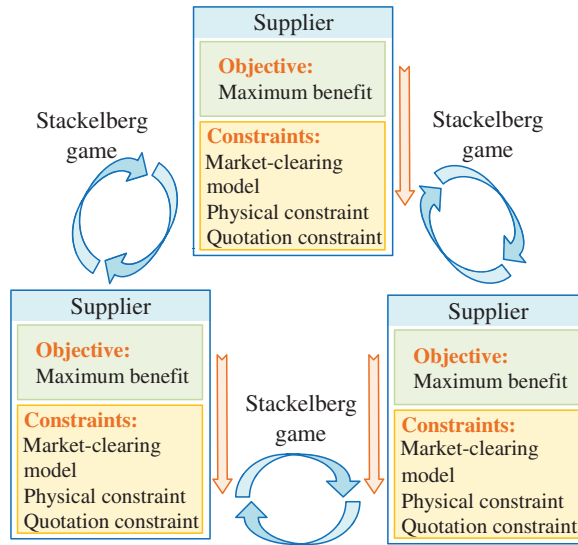 Supplier
Objective:
Maximum benefit
Constraints:
Market-clearing
model
Physical constraint
Quotation constraint
Stackelberg
game
Stackelberg
game
Supplier
Objective:
Maximum benefit
Constraints:
Market-clearing
model
Physical constraint
Quotation constraint
Stackelberg
game
Supplier
Objective:
Maximum benefit
Constraints:
Market-clearing
model
Physical constraint
Quotation constraint